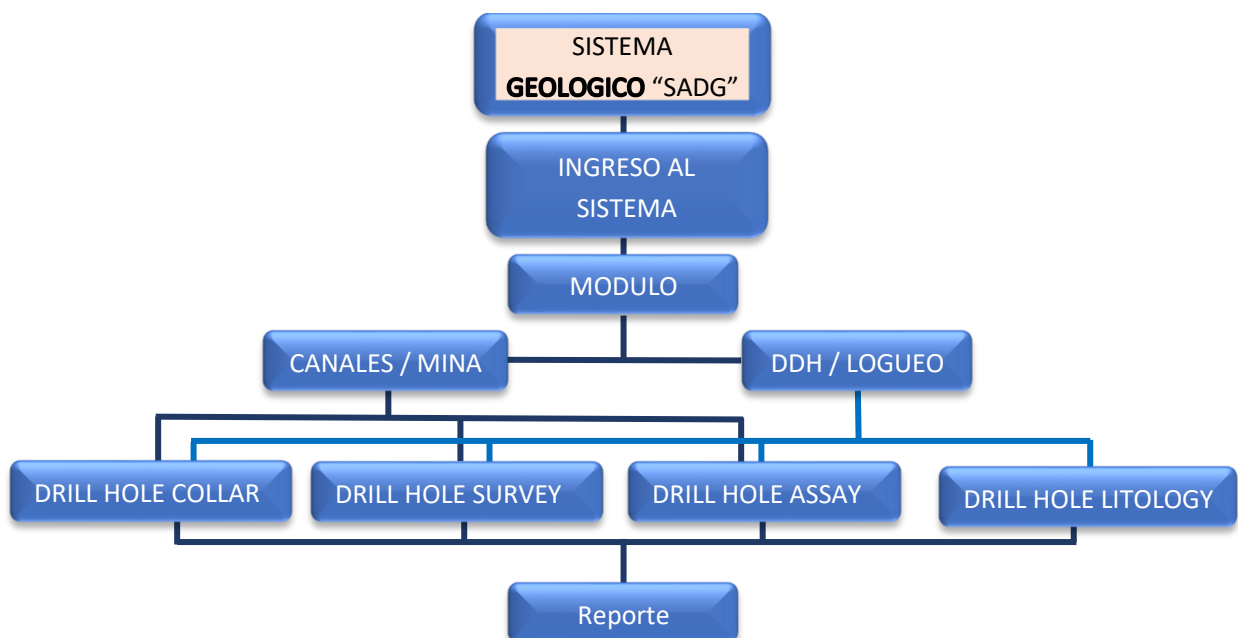 SISTEMA
GEOLOGICO “SADG”
INGRESO AL
SISTEMA
MODULO
CANALES / MINA
DDH / LOGUEO
DRILL HOLE COLLAR
DRILL HOLE SURVEY
DRILL HOLE ASSAY
DRILL HOLE LITOLOGY
Reporte